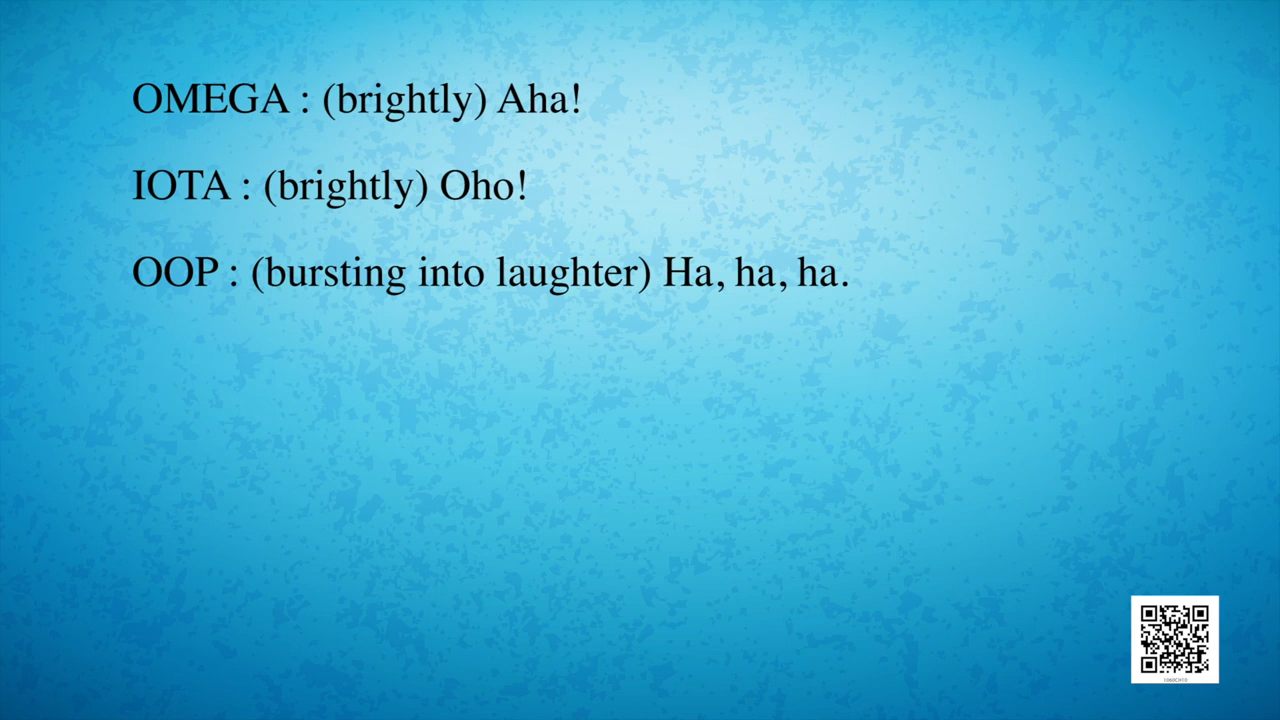 OMEGA : (brightly) Aha!
IOTA : (brightly) Oho!
OOP : (bursting into laughter) Ha, ha, ha.